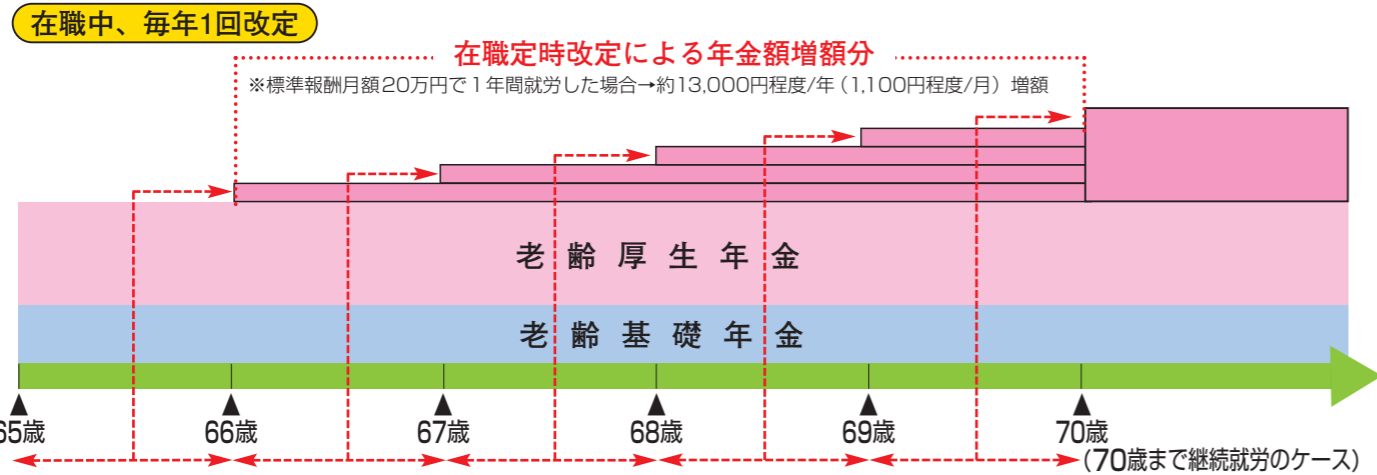 在職中、毎年1回改定
在職定時改定による年金額増額分
※標準報酬月額20万円で1年間就労した場合→約13,000円程度/年（1,100円程度/月）増額
老齢厚生年金
老齢基礎年金
65歳 66歳 67歳 68歳 69歳 70歳
(70歳まで継続就労のケース)